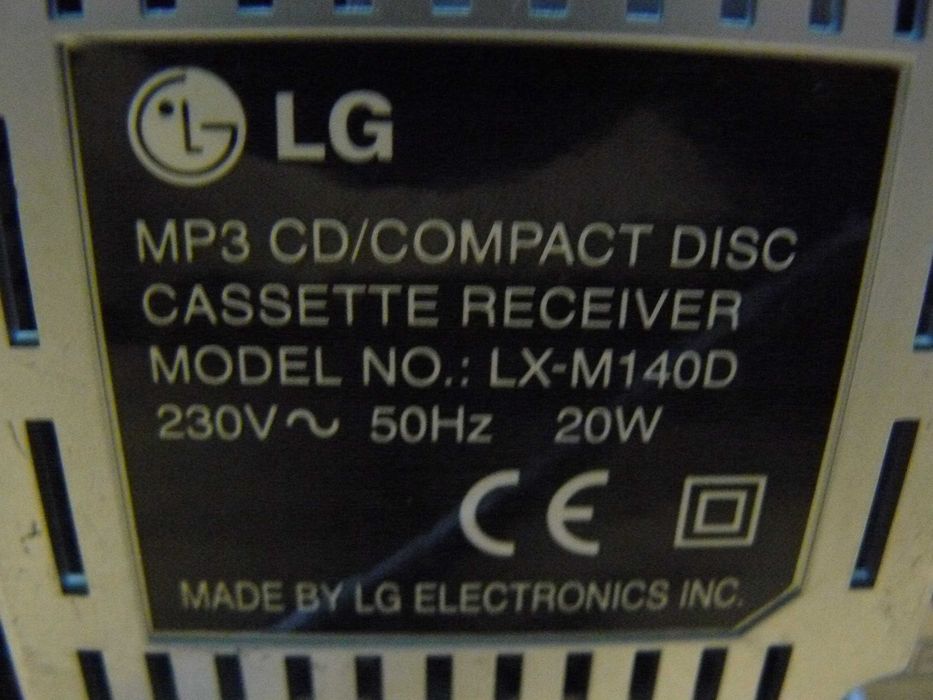 LG
MP3 CD/COMPACT DISC
CASSETTE RECEIVER
MODEL NO.: LX-M140D
230V~ 50Hz 20W
CE
MADE BY LG ELECTRONICS INC.